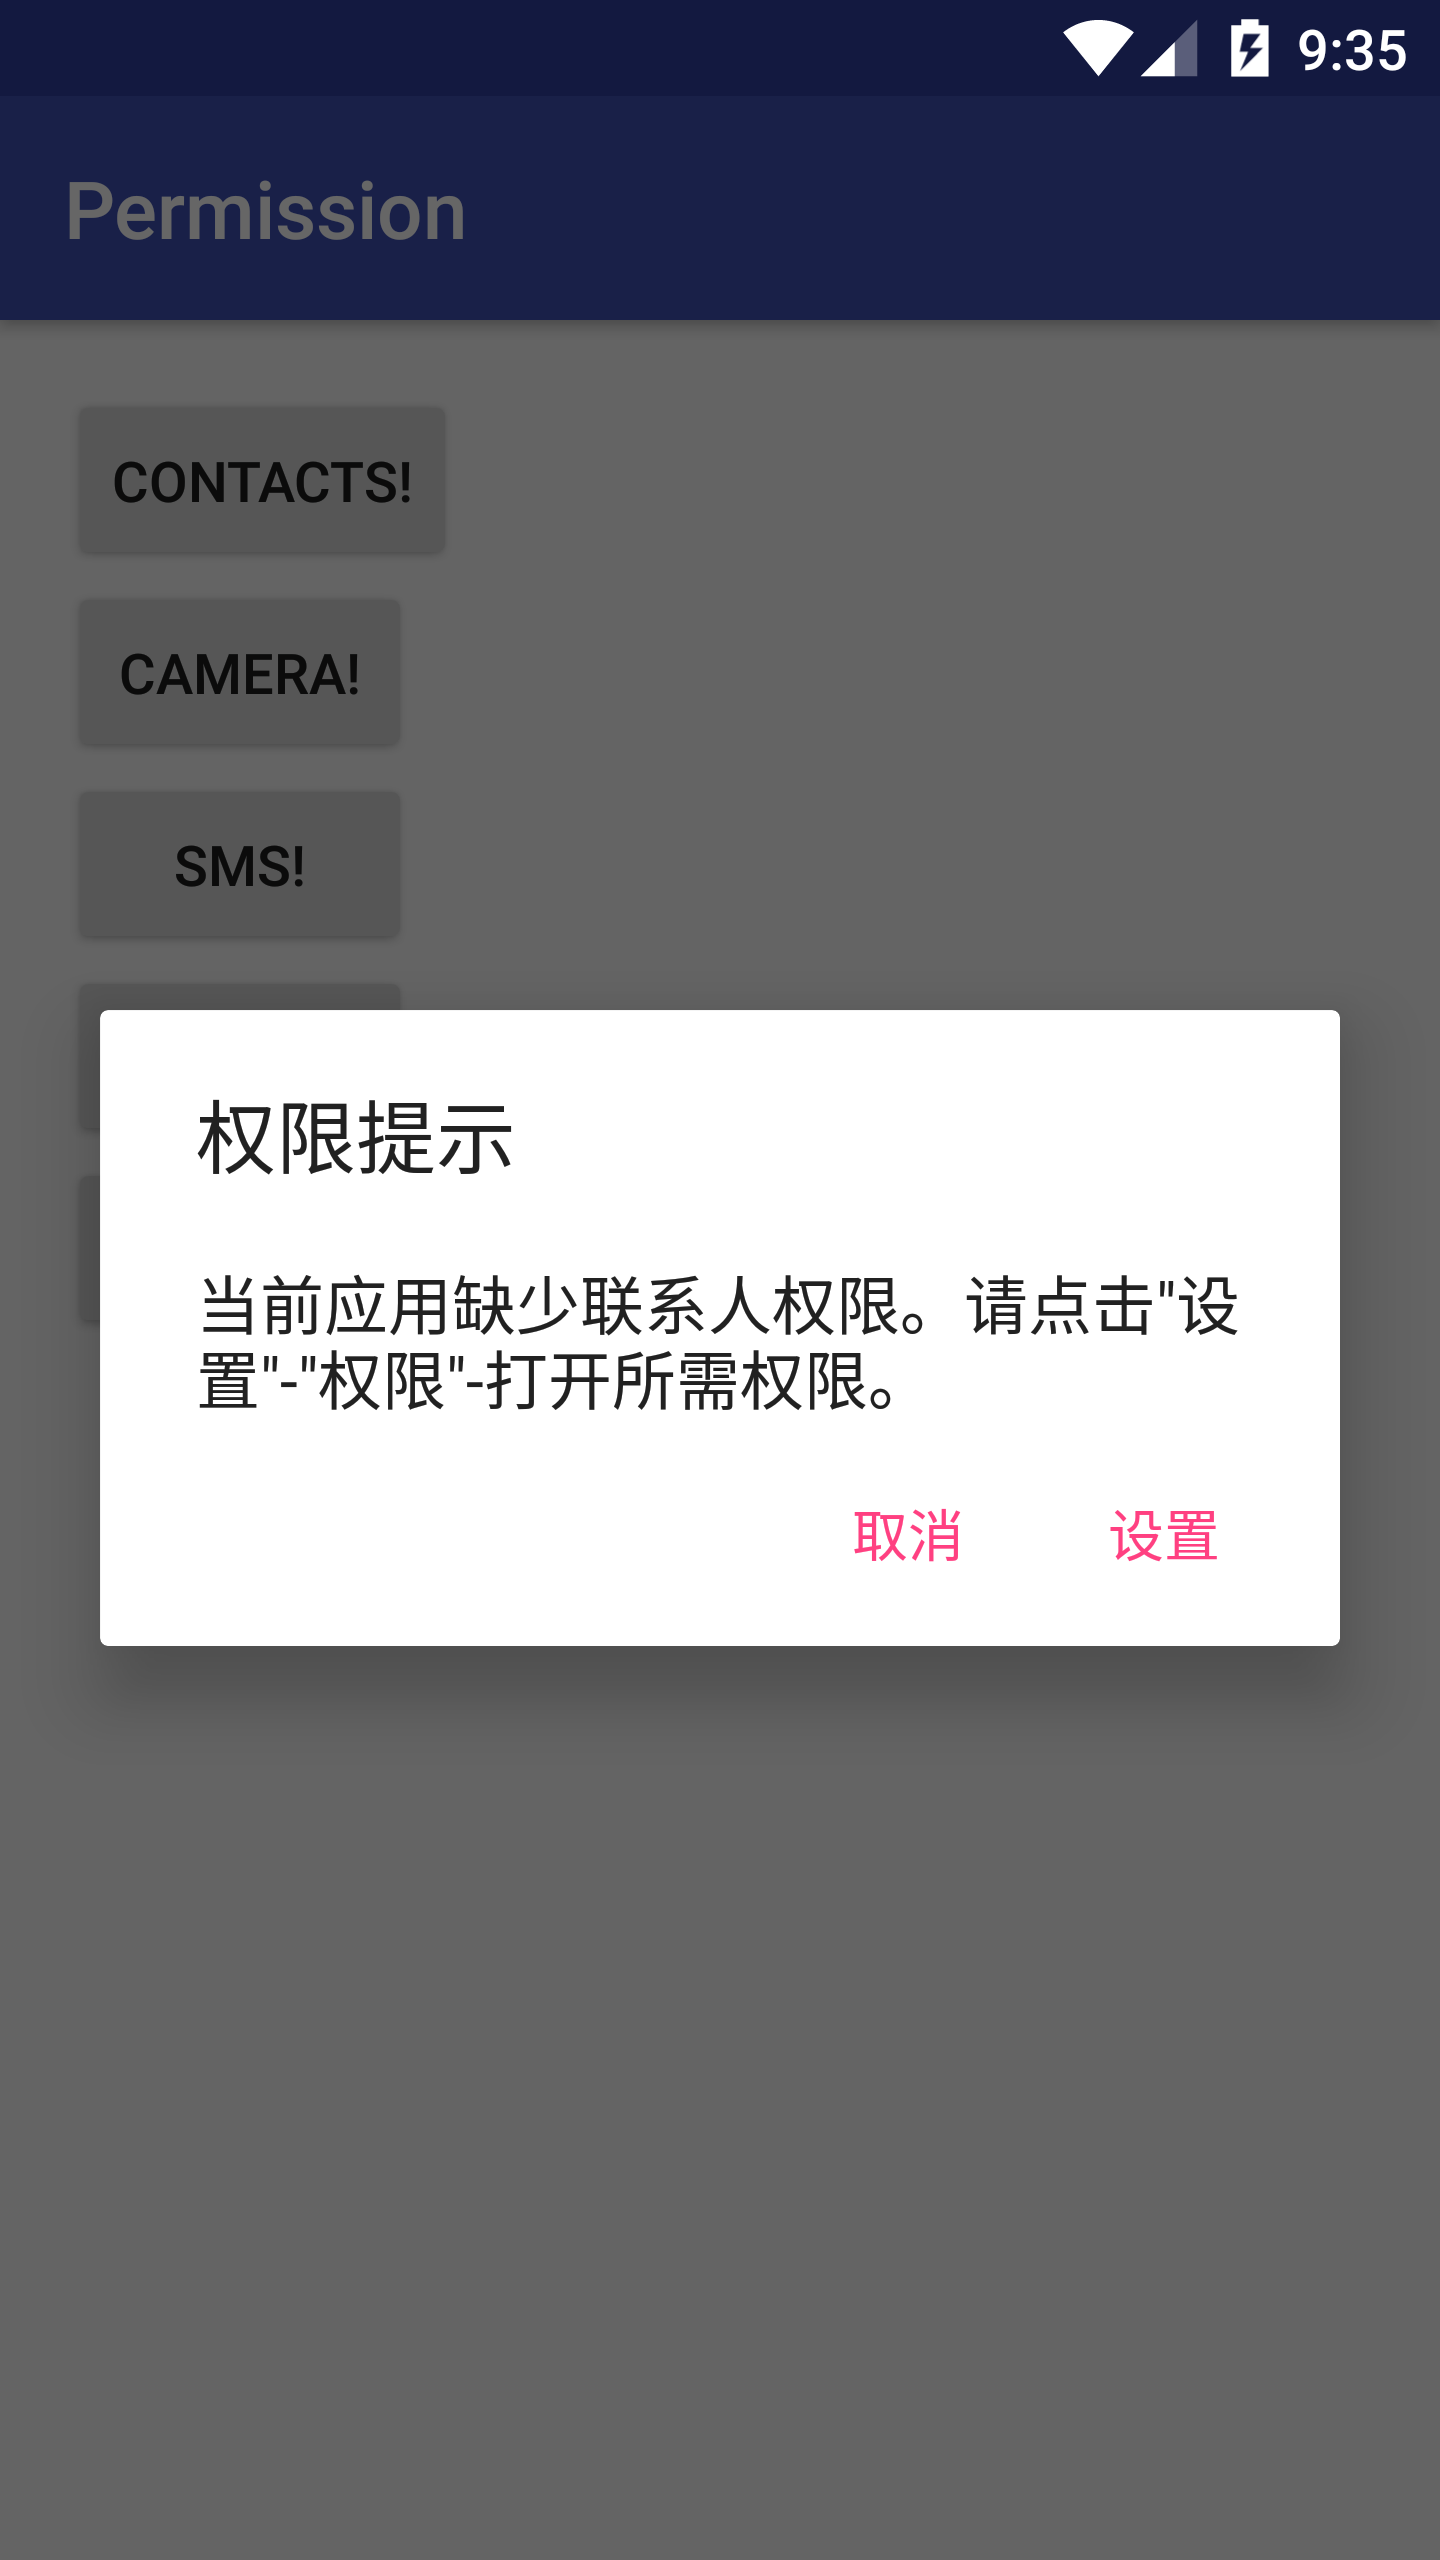 9:35
Permission
CONTACTS!
CAMERA!
SMS!
权限提示
当前应用缺少联系人权限。请点击"设
置"-"权限"-打开所需权限。
取消 设置